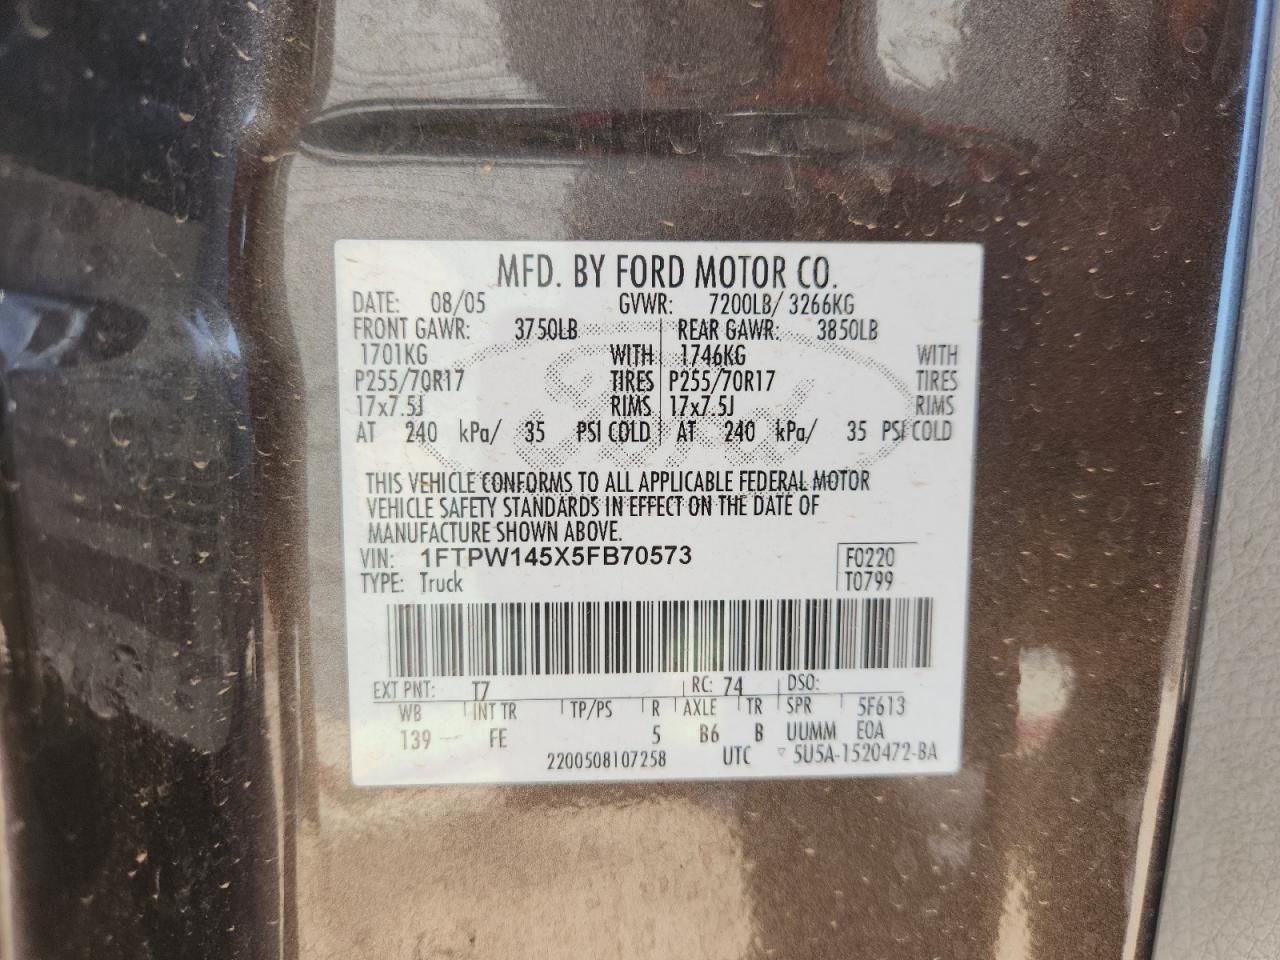 MFD. BY FORD MOTOR CO.
DATE: 08/05 GVWR: 7200LB/ 3266KG
FRONT GAWR: 3750LB REAR GAWR: 3850LB
1701KG WITH 1746KG WITH
P255/70R17 TIRES P255/70R17 TIRES
17x7.5J RIMS 17x7.5J RIMS
AT 240 kPa/ 35 PSI COLD AT 240 kPa/ 35 PSI COLD
THIS VEHICLE CONFORMS TO ALL APPLICABLE FEDERAL MOTOR
VEHICLE SAFETY STANDARDS IN EFFECT ON THE DATE OF
MANUFACTURE SHOWN ABOVE.
VIN: 1FTPW145X5FB70573 F0220
TYPE: Truck T0799
EXT PNT: T7 RC: 74 DSO:
WB INT TR TP/PS R AXLE TR SPR 5F613
139 FE 5 B6 B UUMM E0A
2200508107258 UTC ▽ 5U5A-1520472-BA